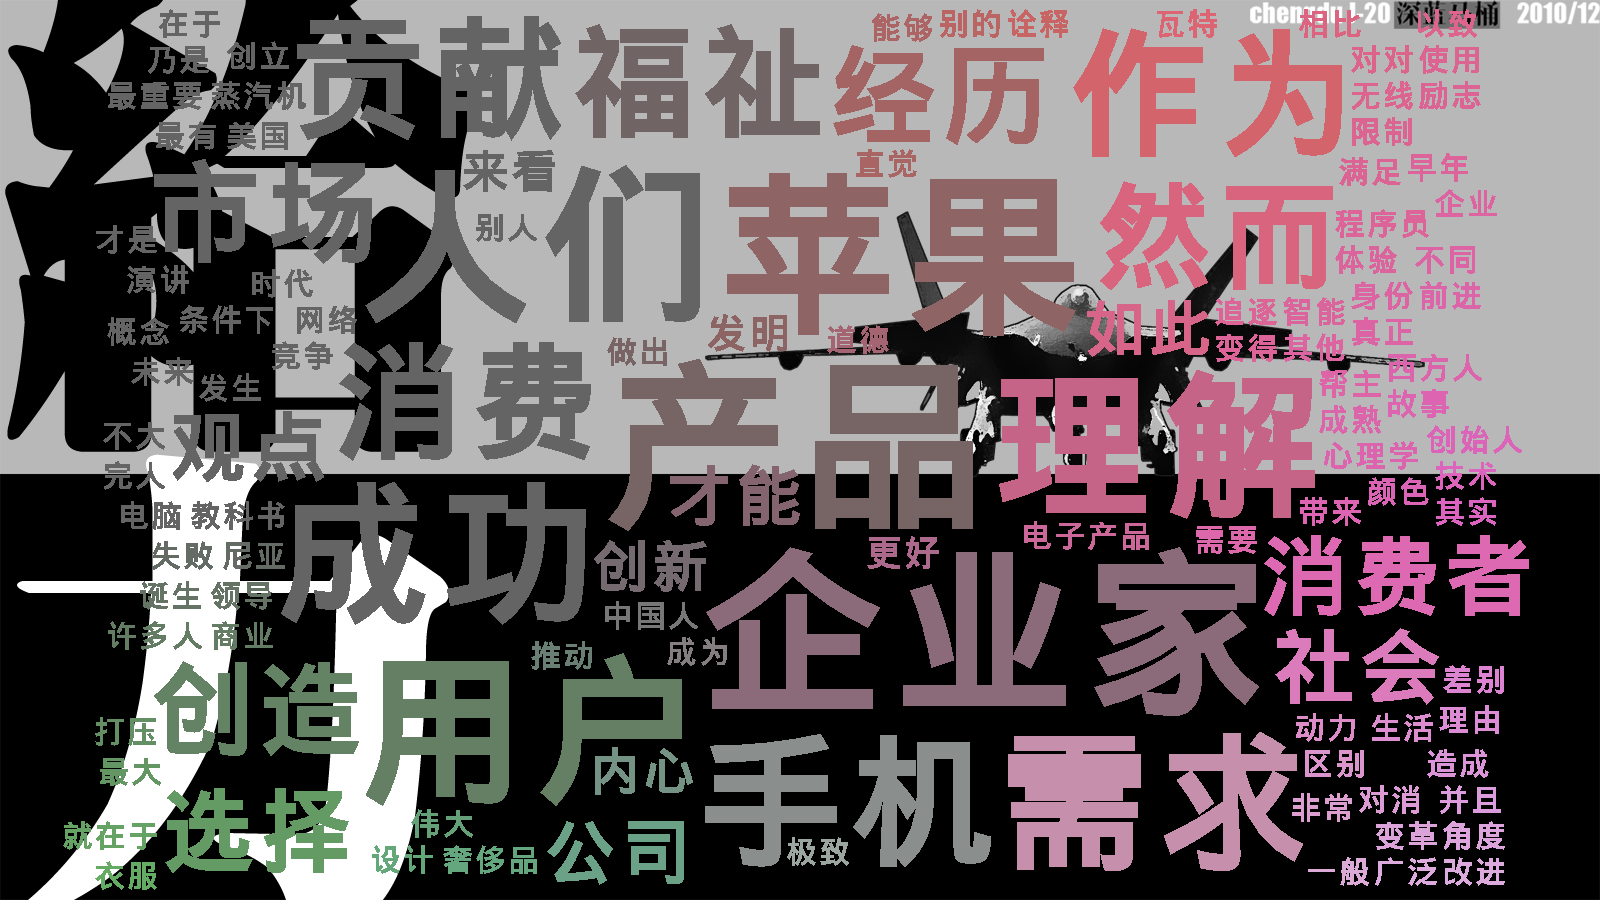 在于 贡献 福祉 能够 别的 诠释 瓦特 相比 以致
chengdu J-20 2010/12
乃是 创立 经历 作为 对对 使用
最重要 蒸汽机 无线 励志
最有 美国 来看 直觉 限制
市场 人们 苹果 然而 满足 早年
别人 企业
才是 程序员
演讲 时代 体验 不同
概念 条件下 网络 发明 道德 如此 追逐 智能 身份 前进
竞争 做出 变得 其他 真正
未来 发生 消费 产品 理解 帮主 西方人
不大 观点 成熟 故事
完人 才能 心理学 创始人
电脑 教科书 成功 电子产品 需要 带来 颜色 技术
其实
失败 尼亚 创新 更好 企业家 消费者
诞生 领导 中国人
许多人 商业 推动 成为 社会 差别
创造 用户 动力 生活 理由
打压 内心 手机 需求 区别 造成
最大 选择 非常 对消 并且
就在于 伟大 公司 极致 变革 角度
衣服 设计 奢侈品 一般 广泛 改进